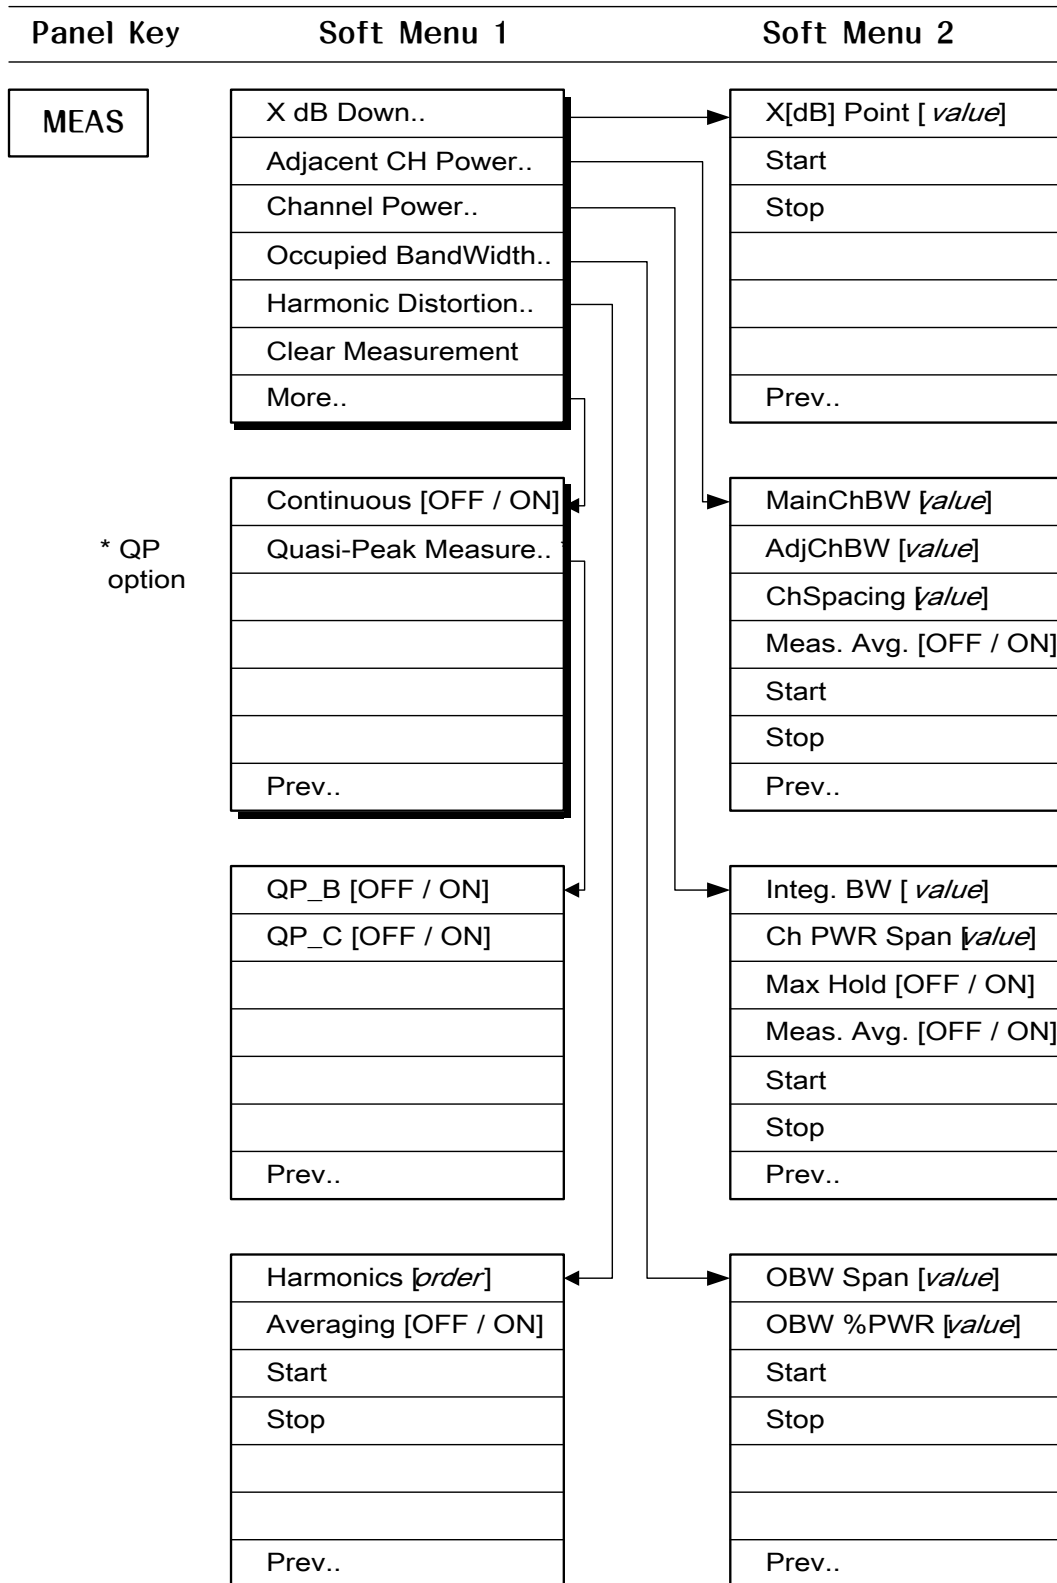 Panel Key Soft Menu 1 Soft Menu 2
MEAS
X dB Down..
Adjacent CH Power..
Channel Power..
Occupied BandWidth..
Harmonic Distortion..
Clear Measurement
More..
X[dB] Point [ value]
Start
Stop
Prev..
* QP
option
Continuous [OFF / ON]
Quasi-Peak Measure..
Prev..
MainChBW [value]
AdjChBW [value]
ChSpacing [value]
Meas. Avg. [OFF / ON]
Start
Stop
Prev..
QP_B [OFF / ON]
QP_C [OFF / ON]
Prev..
Integ. BW [ value]
Ch PWR Span [value]
Max Hold [OFF / ON]
Meas. Avg. [OFF / ON]
Start
Stop
Prev..
Harmonics [order]
Averaging [OFF / ON]
Start
Stop
Prev..
OBW Span [value]
OBW %PWR [value]
Start
Stop
Prev..